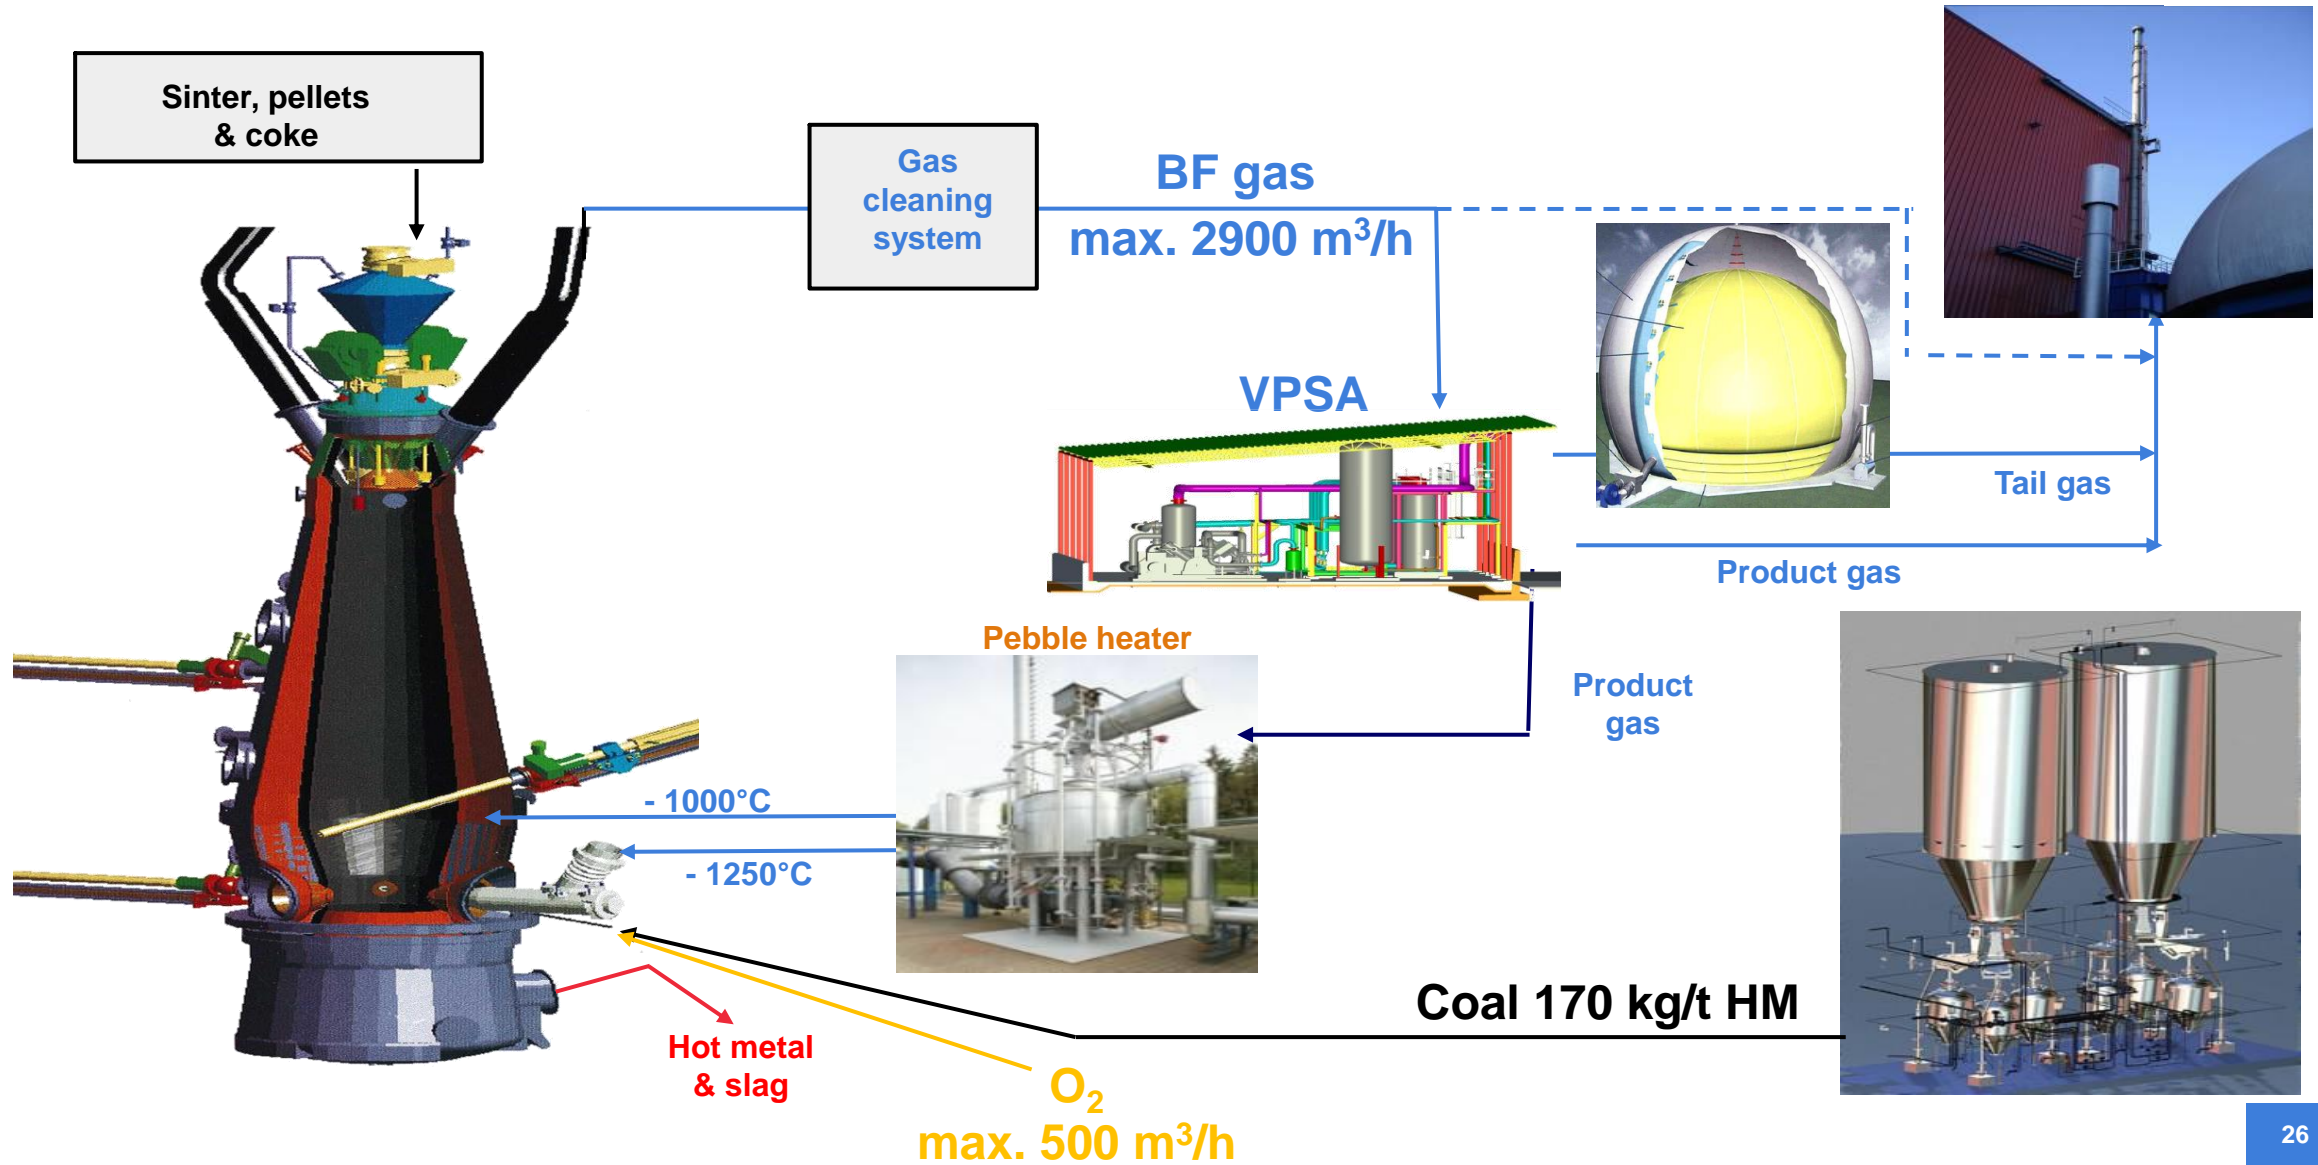 Sinter, pellets
& coke
Gas
cleaning
system
BF gas
max. 2900 m³/h
VPSA
Tail gas
Product gas
Pebble heater
Product
gas
- 1000°C
- 1250°C
Coal 170 kg/t HM
Hot metal
& slag
O₂
max. 500 m³/h
26